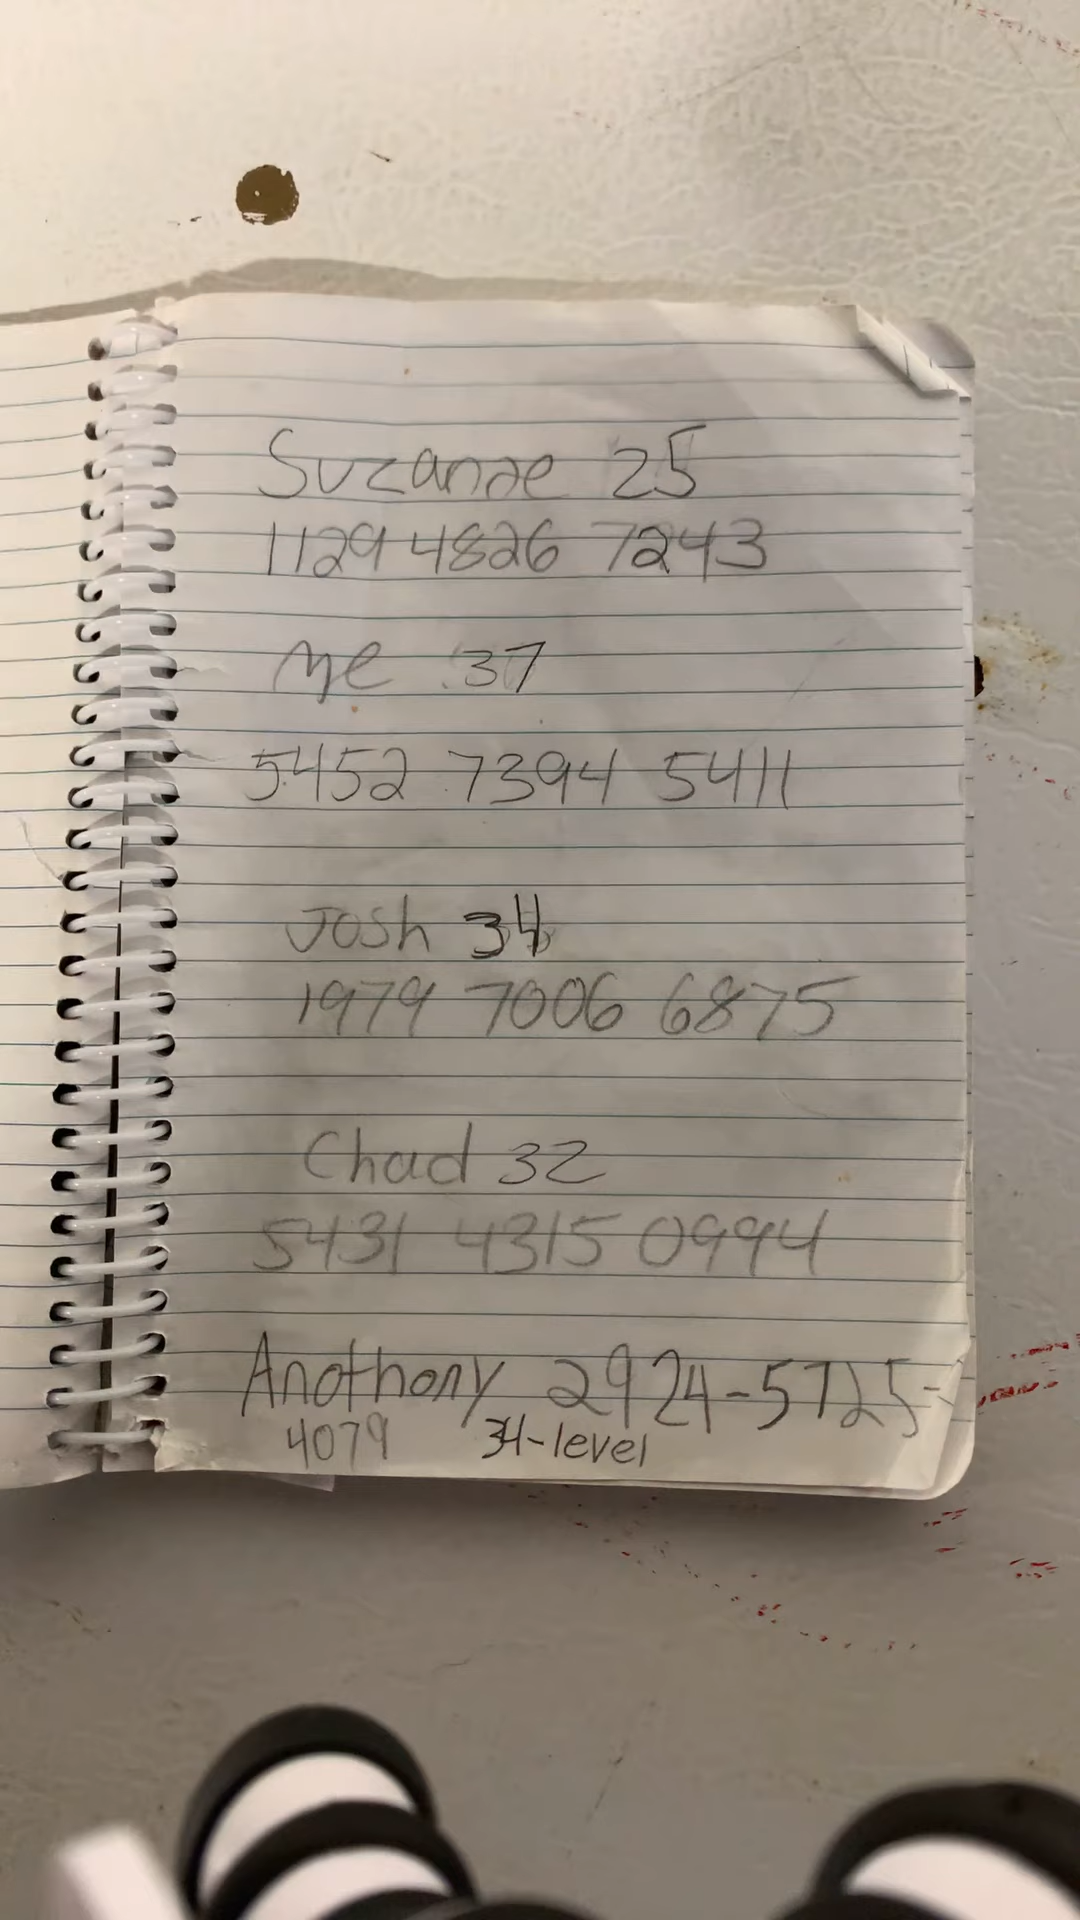 Suzanae 25
1129 4826 7243
Me 37
5452 7394 5411
Josh 34
1979 7006 6875
Chad 32
5431 4315 0994
Anothony 2924-5725-
4079 34-level